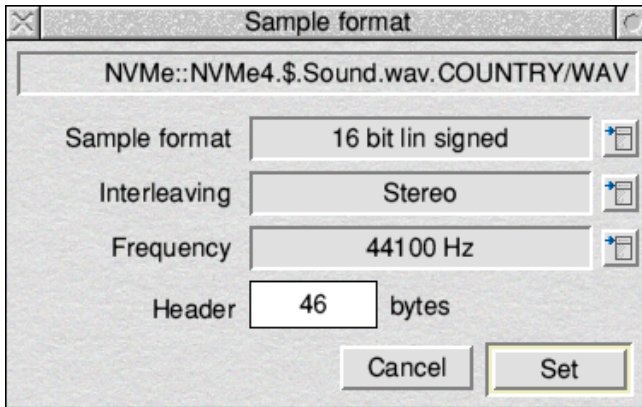 Sample format
NVMe::NVMe4.$.Sound.wav.COUNTRY/WAV
Sample format 16 bit lin signed
Interleaving Stereo
Frequency 44100 Hz
Header 46 bytes
Cancel Set